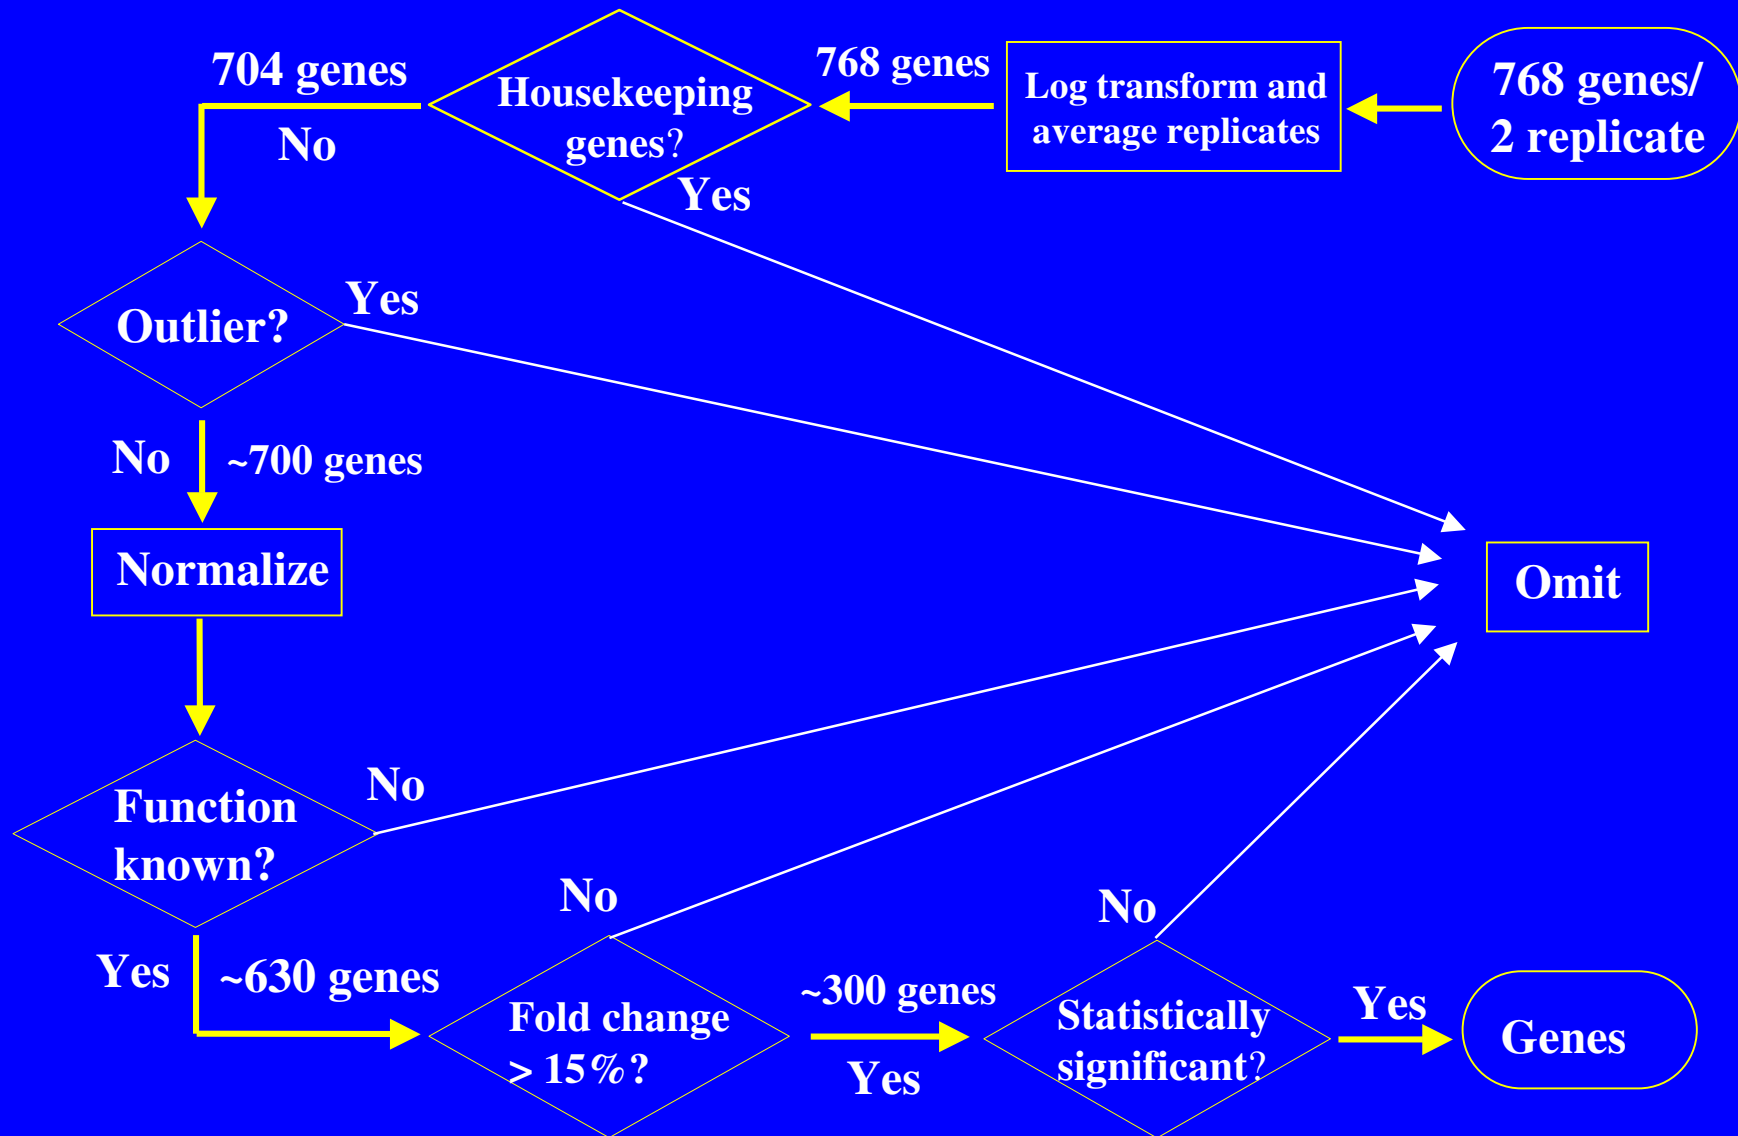 768 genes/
2 replicate
Log transform and
average replicates
768 genes
Housekeeping
genes?
Yes
704 genes
No
Outlier?
Yes
No
~700 genes
Normalize
Omit
Function
known?
No
Yes
~630 genes
Fold change
> 15%?
No
~300 genes
Yes
Statistically
significant?
No
Yes
Genes